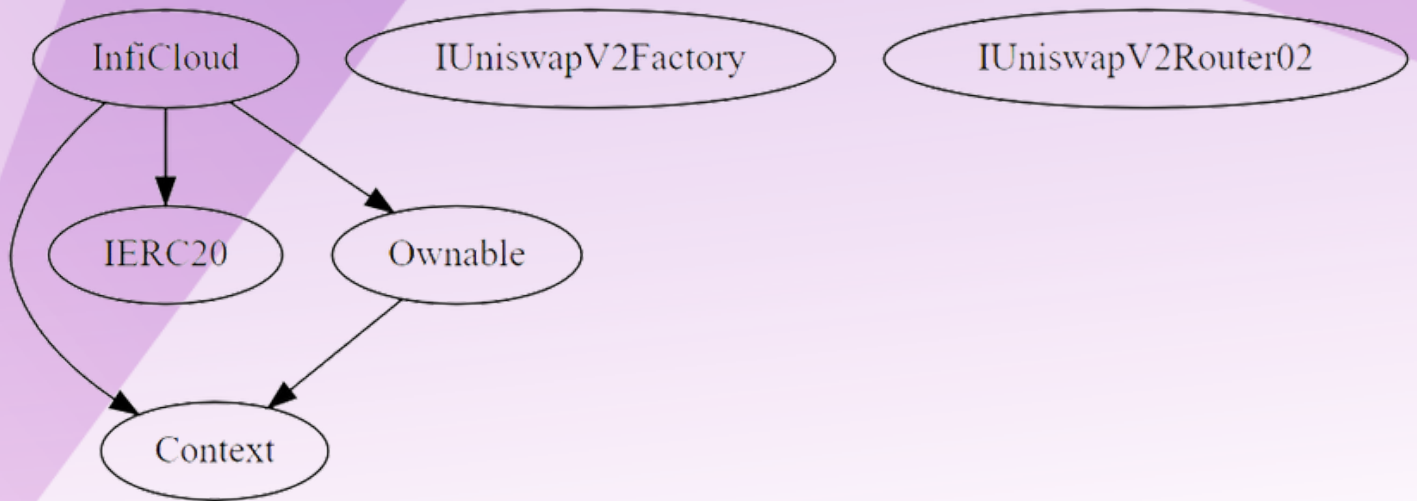 InfiCloud
IUniswapV2Factory
IUniswapV2Router02
IERC20
Ownable
Context